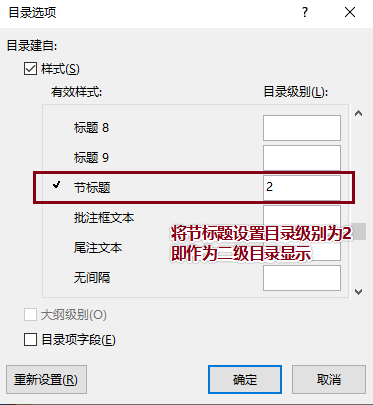 目录选项
目录建自:
样式(S)
有效样式: 目录级别(L):
标题 8
标题 9
节标题 2
批注框文本
将节标题设置目录级别为2
尾注文本
即作为二级目录显示
无间隔
大纲级别(O)
目录项字段(E)
重新设置(R) 确定 取消